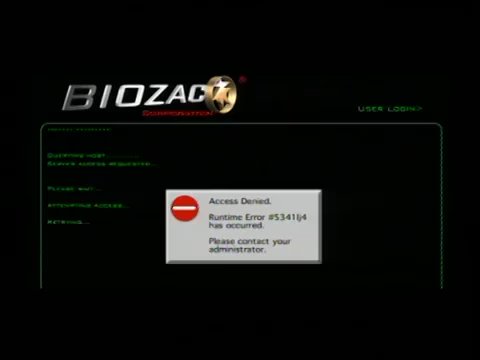 BIOZACK
CORPORATION
USER LOGIN>
QUERYING HOST..........
SERVER ACCESS REQUESTED...
PLEASE WAIT...
ATTEMPTING ACCESS...
RETRYING...
Access Denied.
Runtime Error #5341lj4
has occurred.
Please contact your
administrator.